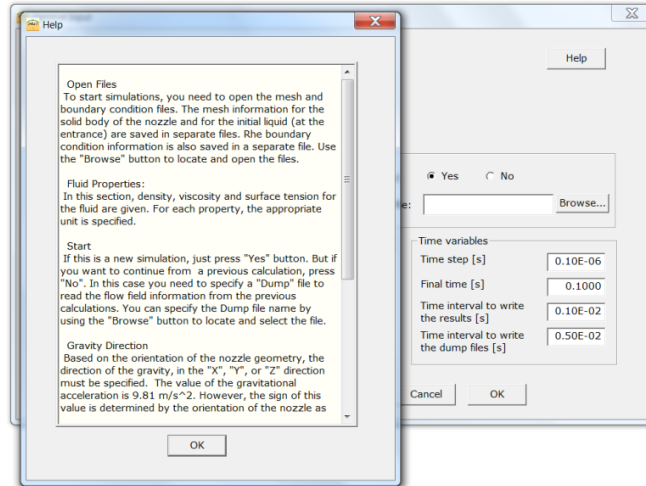 Help
Open Files
To start simulations, you need to open the mesh and
boundary condition files. The mesh information for the
solid body of the nozzle and for the initial liquid (at the
entrance) are saved in separate files. Rhe boundary
condition information is also saved in a separate file. Use
the "Browse" button to locate and open the files.
Fluid Properties:
In this section, density, viscosity and surface tension for
the fluid are given. For each property, the appropriate
unit is specified.
Start
If this is a new simulation, just press "Yes" button. But if
you want to continue from a previous calculation, press
"No". In this case you need to specify a "Dump" file to
read the flow field information from the previous
calculations. You can specify the Dump file name by
using the "Browse" button to locate and select the file.
Gravity Direction
Based on the orientation of the nozzle geometry, the
direction of the gravity, in the "X", "Y", or "Z" direction
must be specified. The value of the gravitational
acceleration is 9.81 m/s^2. However, the sign of this
value is determined by the orientation of the nozzle as
OK
Help
Yes No
e: Browse...
Time variables
Time step [s] 0.10E-06
Final time [s] 0.1000
Time interval to write
the results [s] 0.10E-02
Time interval to write
the dump files [s] 0.50E-02
Cancel OK